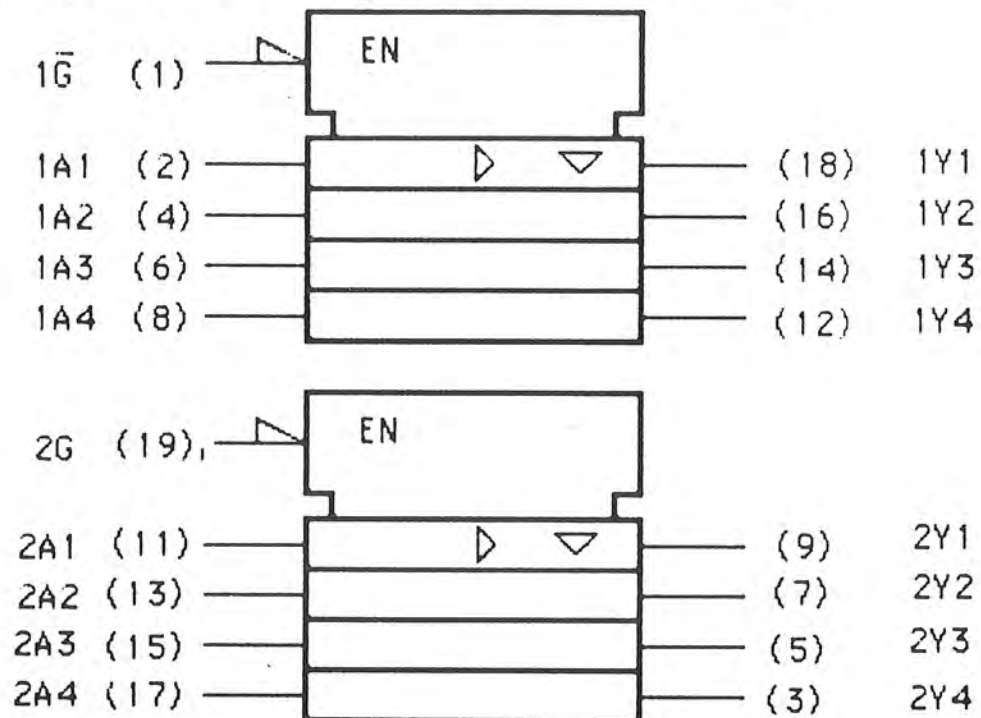 1G̅ (1) EN
1A1 (2) (18) 1Y1
1A2 (4) (16) 1Y2
1A3 (6) (14) 1Y3
1A4 (8) (12) 1Y4
2G (19) EN
2A1 (11) (9) 2Y1
2A2 (13) (7) 2Y2
2A3 (15) (5) 2Y3
2A4 (17) (3) 2Y4